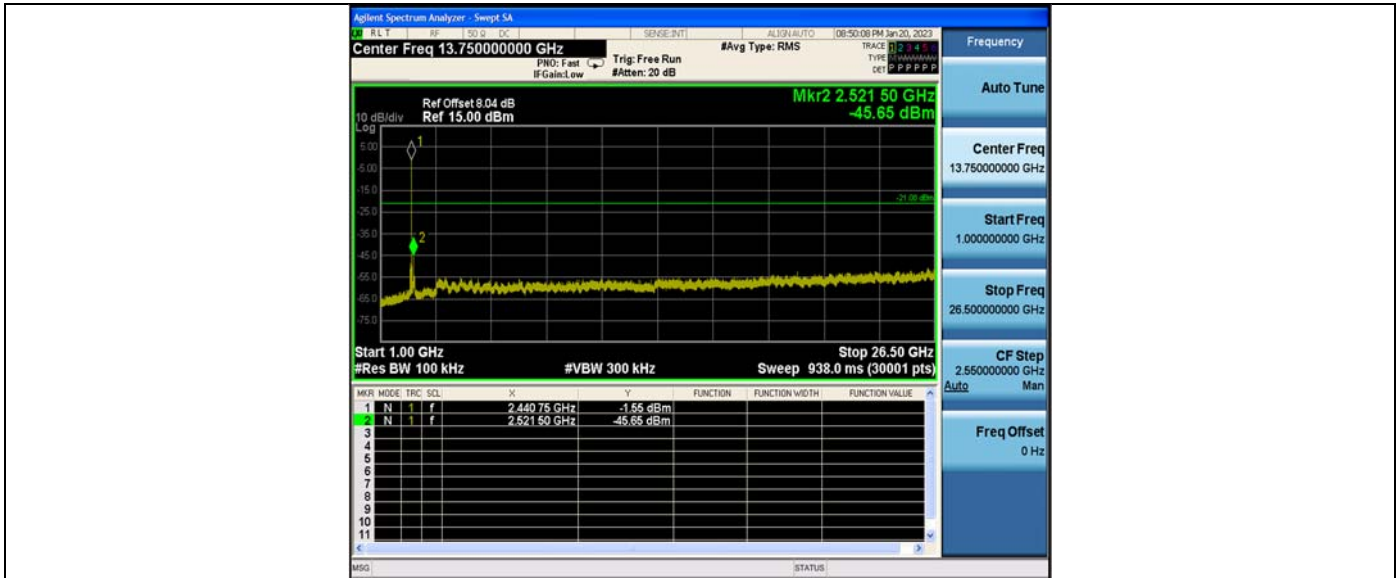 Agilent Spectrum Analyzer - Swept SA
RLT RF 50 Ω DC SENSE:INT ALIGN AUTO 08:50:08 PM Jan 20, 2023
Center Freq 13.750000000 GHz #Avg Type: RMS TRACE 1 2 3 4 5 6
PNO: Fast Trig: Free Run TYPE
IFGain:Low #Atten: 20 dB DET P P P P P P
Mkr2 2.521 50 GHz
Ref Offset 8.04 dB
-45.65 dBm
10 dB/div Ref 15.00 dBm
Log
1
5.00
-5.00
-15.0
-21.00 dBm
-25.0
-35.0
2
-45.0
-55.0
-65.0
-75.0
Start 1.00 GHz Stop 26.50 GHz
#Res BW 100 kHz #VBW 300 kHz Sweep 938.0 ms (30001 pts)
MKR MODE TRC SCL X Y FUNCTION FUNCTION WIDTH FUNCTION VALUE
1 N 1 f 2.440 75 GHz -1.55 dBm
2 N 1 f 2.521 50 GHz -45.65 dBm
3
4
5
6
7
8
9
10
11
MSG STATUS
Frequency
Auto Tune
Center Freq
13.750000000 GHz
Start Freq
1.000000000 GHz
Stop Freq
26.500000000 GHz
CF Step
2.550000000 GHz
Auto Man
Freq Offset
0 Hz